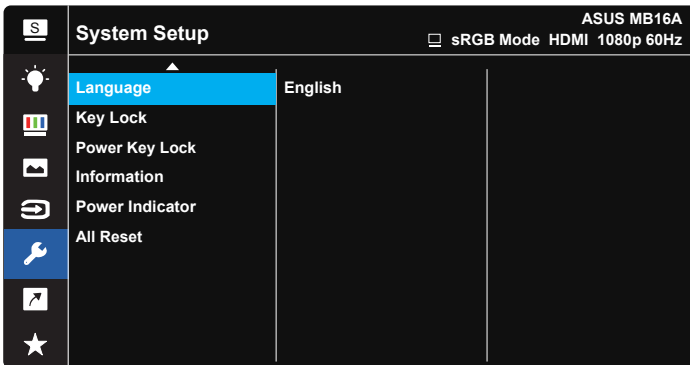 S
System Setup
ASUS MB16A
sRGB Mode HDMI 1080p 60Hz
Language
English
Key Lock
Power Key Lock
Information
Power Indicator
All Reset